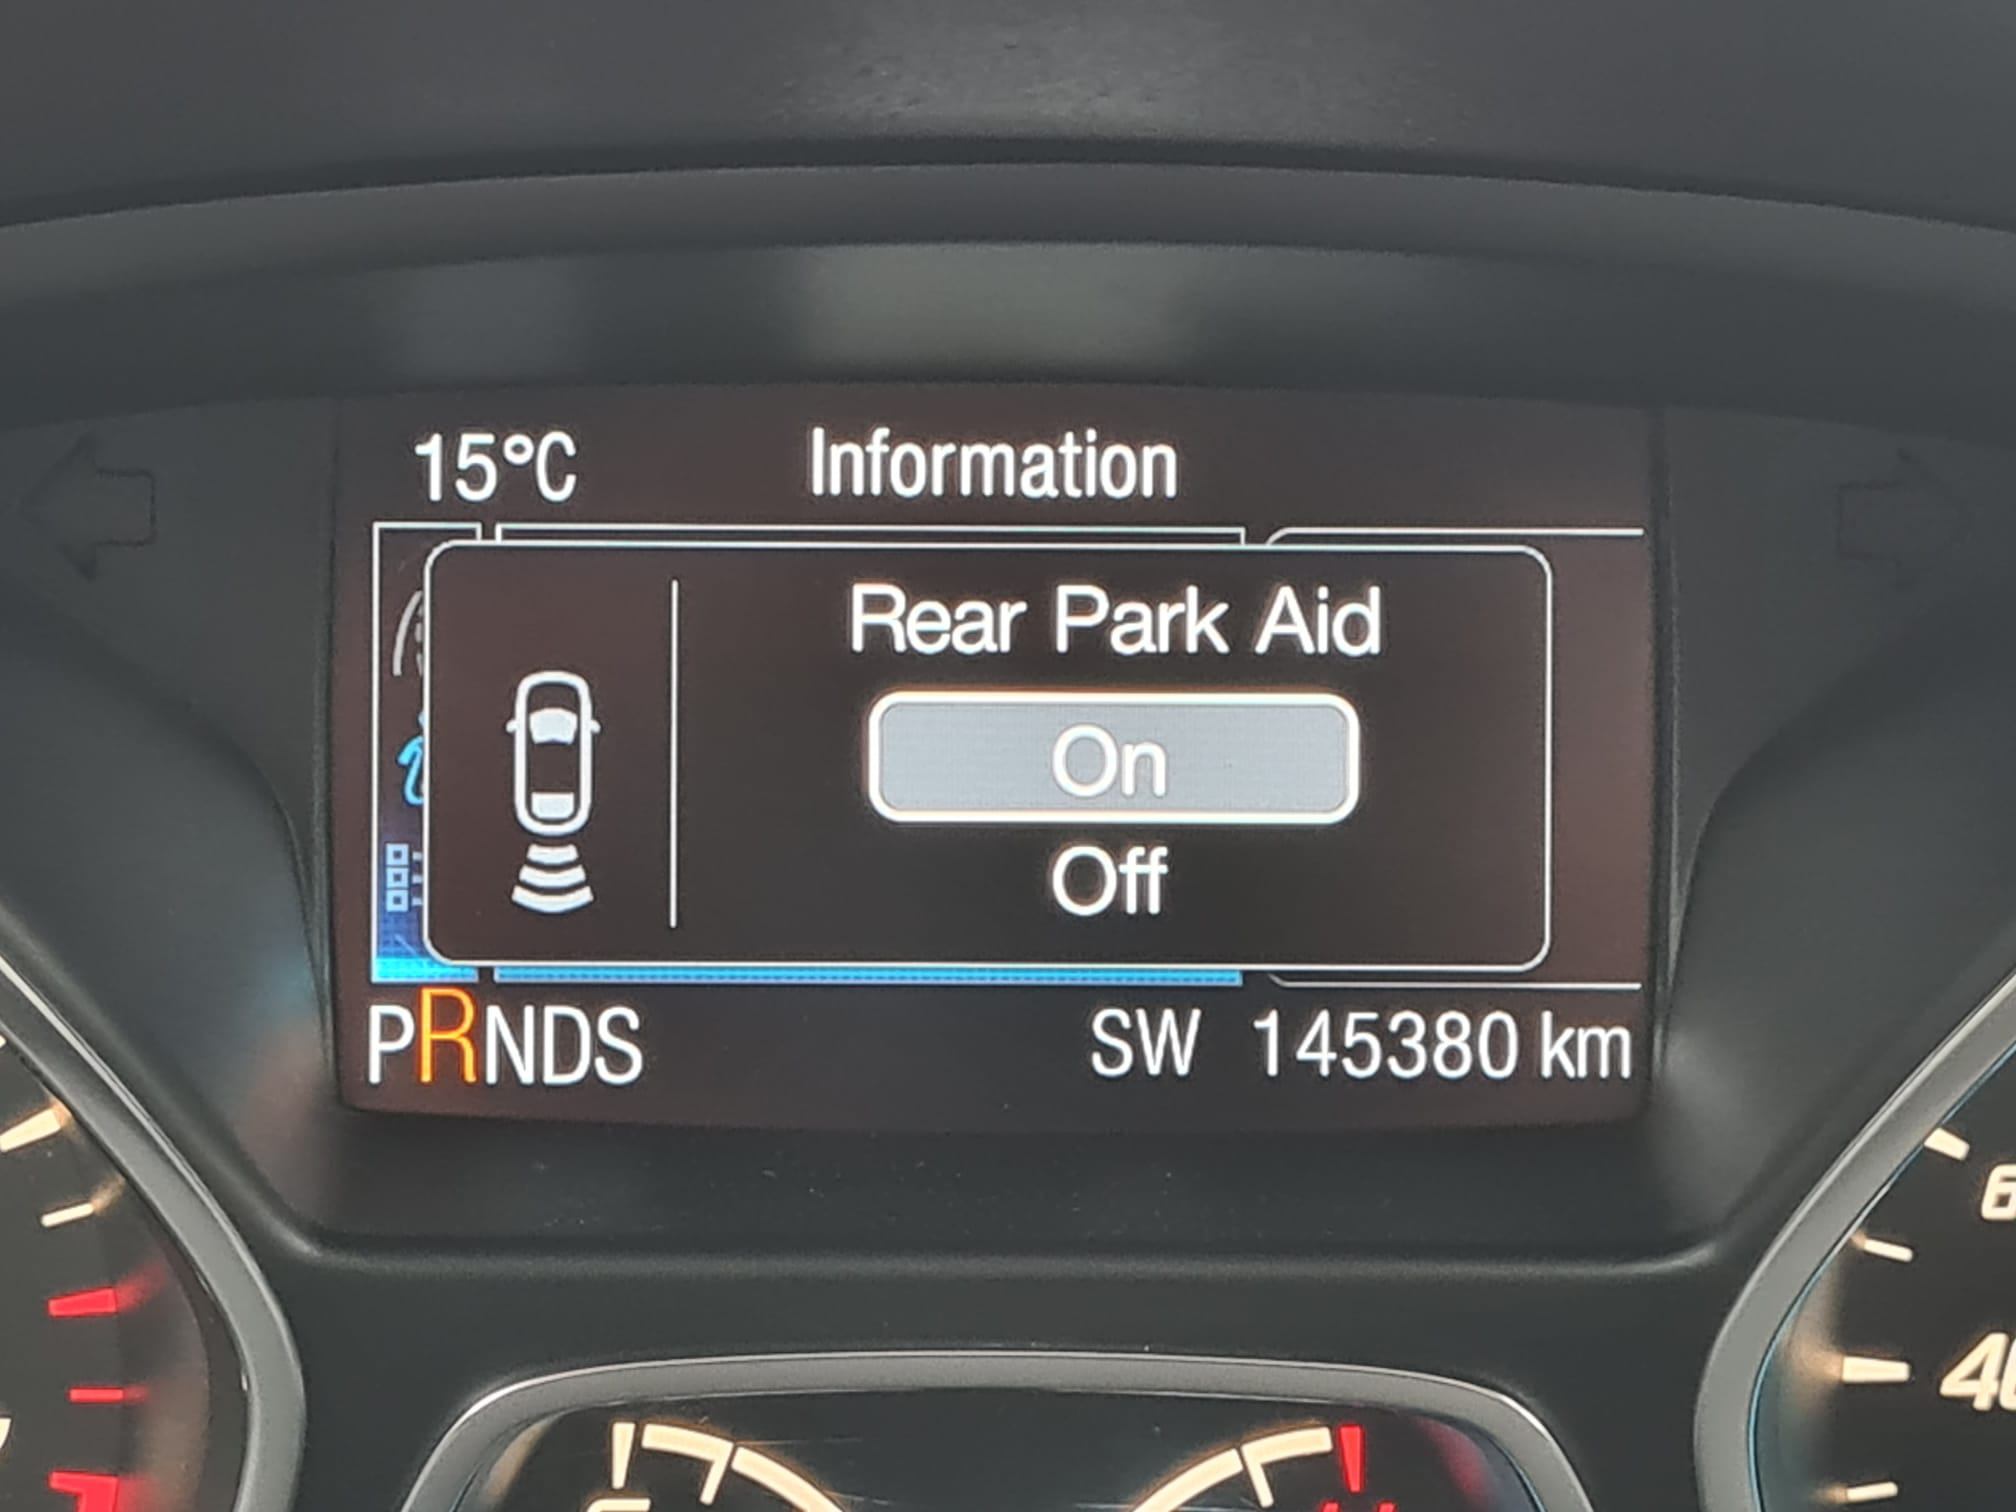 15°C Information
Rear Park Aid
On
Off
PRNDS SW 145380 km